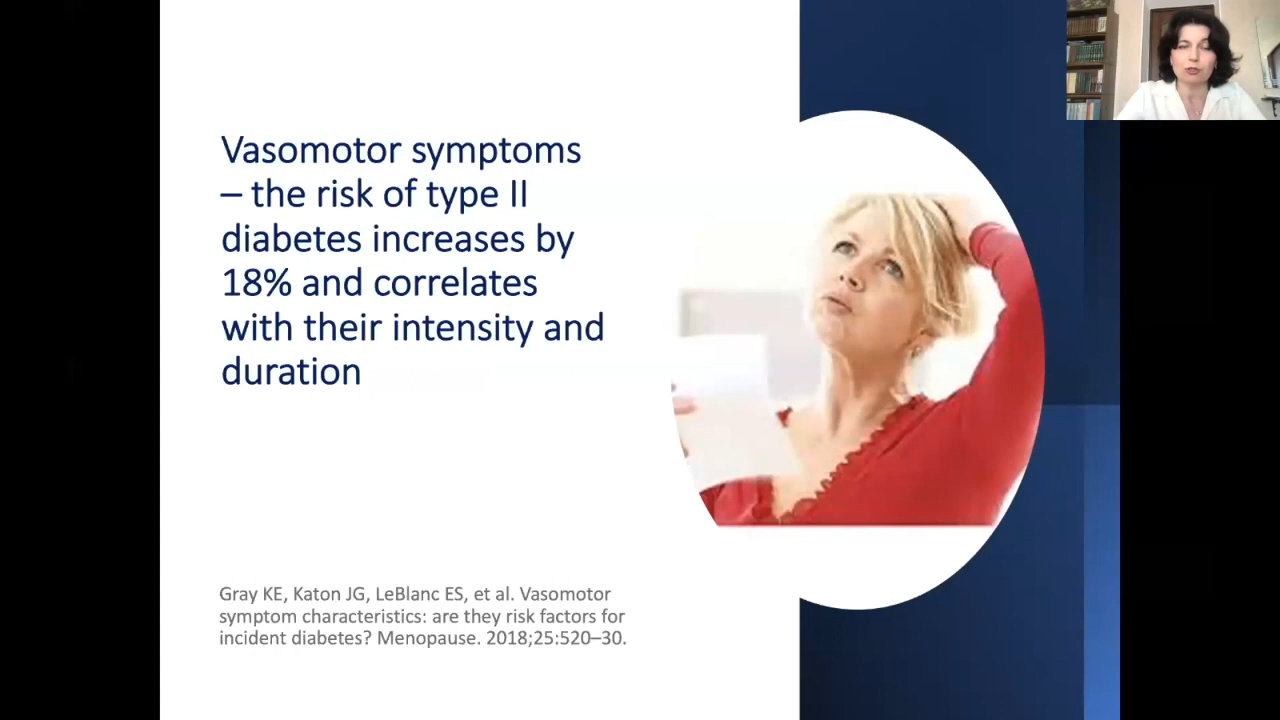 Vasomotor symptoms
– the risk of type II
diabetes increases by
18% and correlates
with their intensity and
duration
Gray KE, Katon JG, LeBlanc ES, et al. Vasomotor
symptom characteristics: are they risk factors for
incident diabetes? Menopause. 2018;25:520–30.